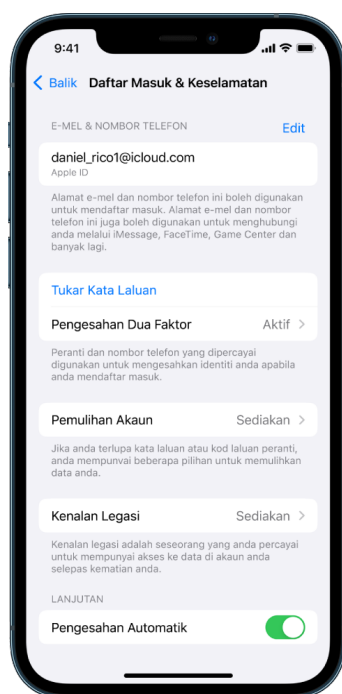 9:41
Balik Daftar Masuk & Keselamatan
E-MEL & NOMBOR TELEFON Edit
daniel_rico1@icloud.com
Apple ID
Alamat e-mel dan nombor telefon ini boleh digunakan
untuk mendaftar masuk. Alamat e-mel dan nombor
telefon ini juga boleh digunakan untuk menghubungi
anda melalui iMessage, FaceTime, Game Center dan
banyak lagi.
Tukar Kata Laluan
Pengesahan Dua Faktor Aktif
Peranti dan nombor telefon yang dipercayai
digunakan untuk mengesahkan identiti anda apabila
anda mendaftar masuk.
Pemulihan Akaun Sediakan
Jika anda terlupa kata laluan atau kod laluan peranti,
anda mempunyai beberapa pilihan untuk memulihkan
data anda.
Kenalan Legasi Sediakan
Kenalan legasi adalah seseorang yang anda percayai
untuk mempunyai akses ke data di akaun anda
selepas kematian anda.
LANJUTAN
Pengesahan Automatik